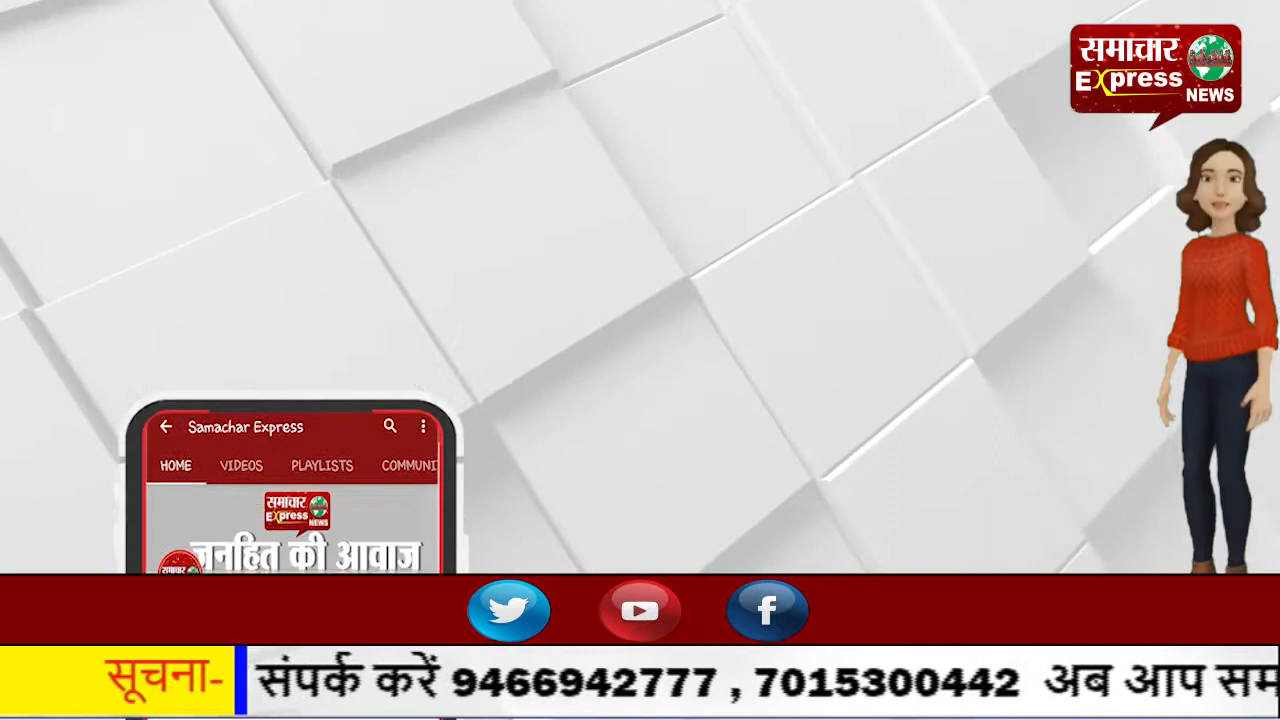 समाचार
Express
NEWS
Samachar Express
HOME VIDEOS PLAYLISTS COMMUNI
समाचार
Express
NEWS
जनहित की आवाज
समाचार
सूचना- संपर्क करें 9466942777 , 7015300442 अब आप सम